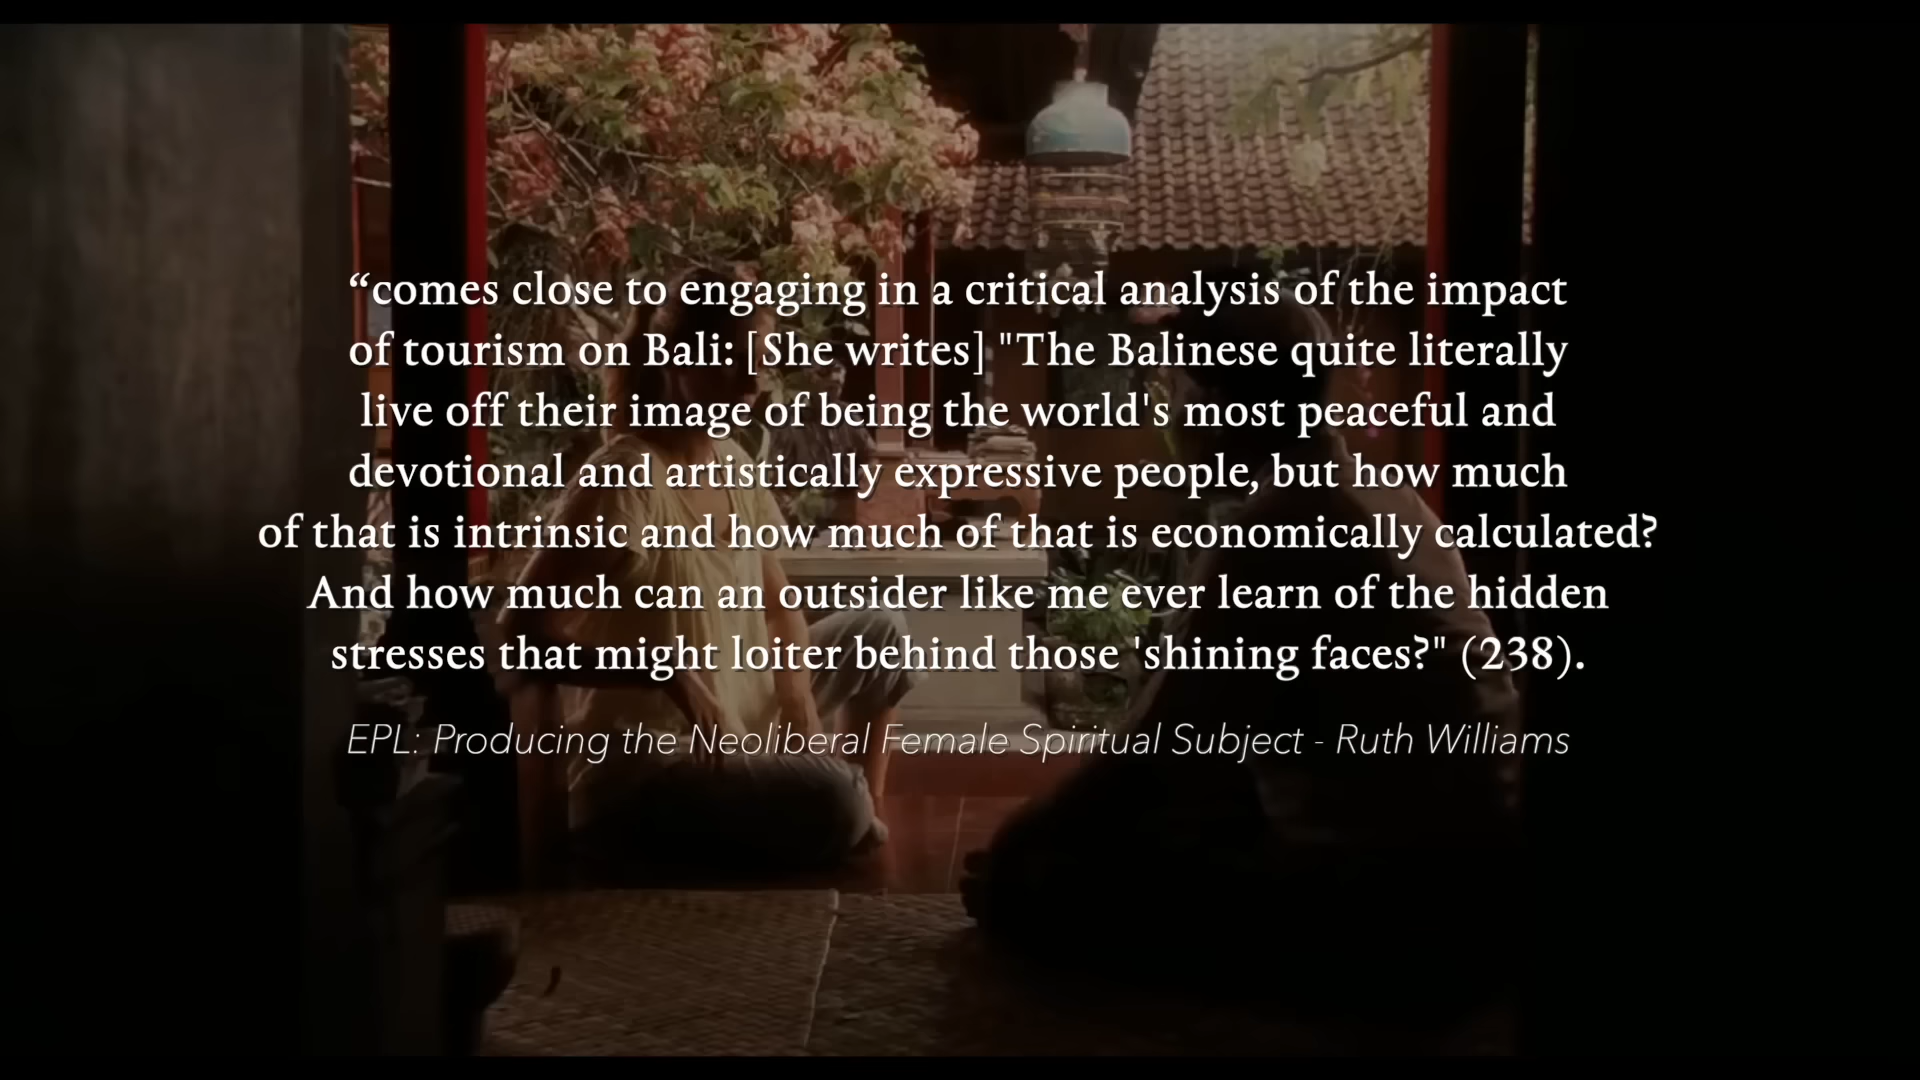 “comes close to engaging in a critical analysis of the impact
of tourism on Bali: [She writes] "The Balinese quite literally
live off their image of being the world's most peaceful and
devotional and artistically expressive people, but how much
of that is intrinsic and how much of that is economically calculated?
And how much can an outsider like me ever learn of the hidden
stresses that might loiter behind those 'shining faces?" (238).
EPL: Producing the Neoliberal Female Spiritual Subject - Ruth Williams